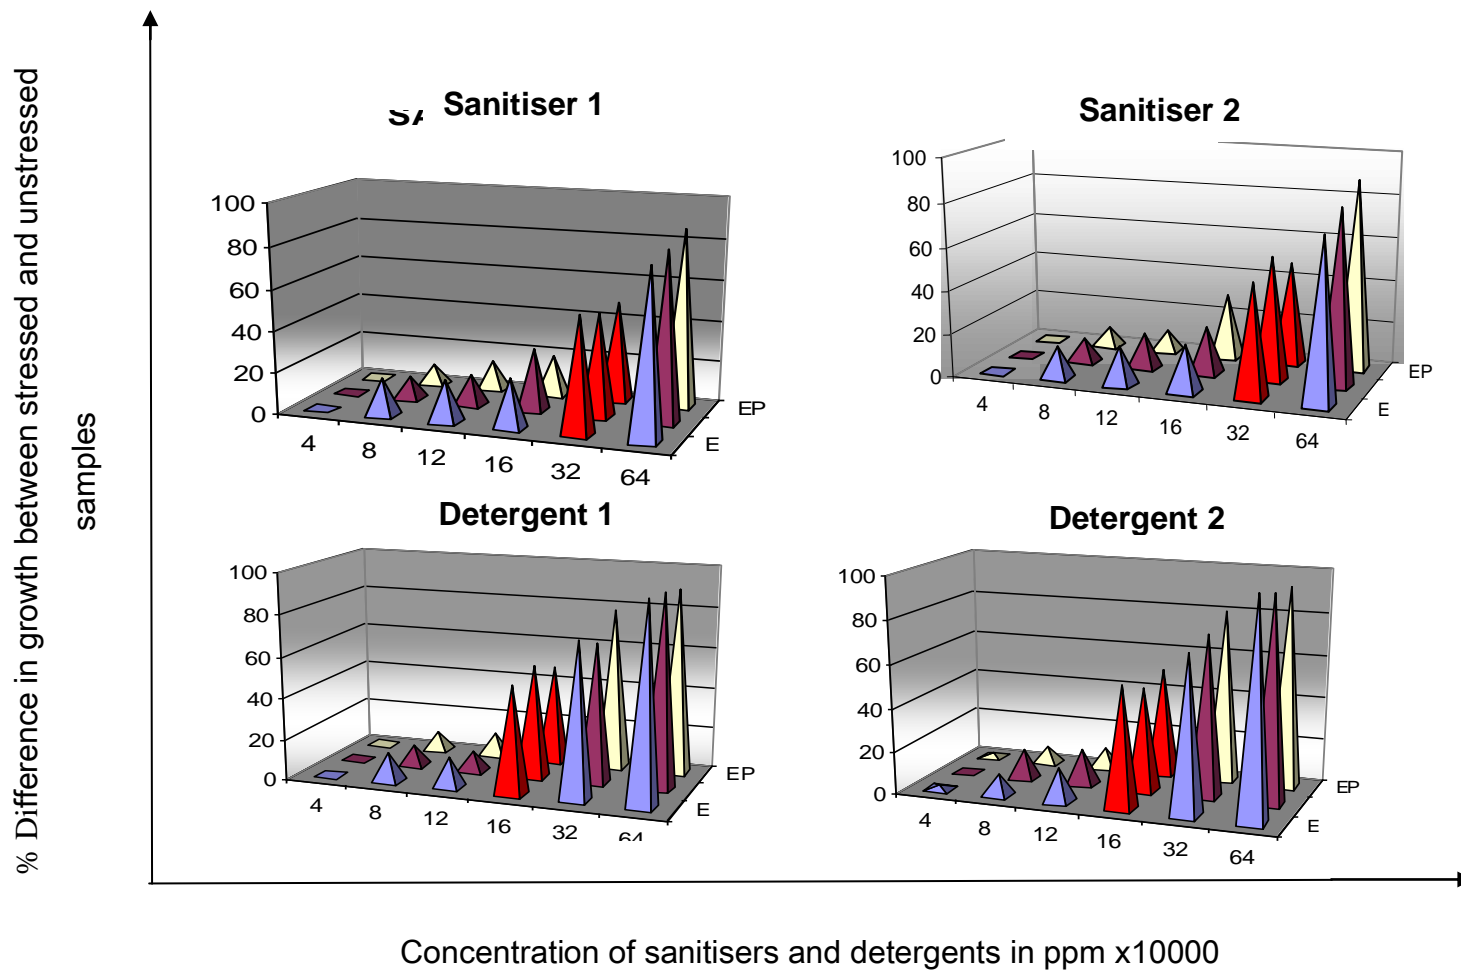 % Difference in growth between stressed and unstressed
samples
Sanitiser 1
100
80
60
40
20
0
4 8 12 16 32 64
E
EP
Sanitiser 2
100
80
60
40
20
0
4 8 12 16 32 64
E
EP
Detergent 1
100
80
60
40
20
0
4 8 12 16 32 64
E
EP
Detergent 2
100
80
60
40
20
0
4 8 12 16 32 64
E
EP
Concentration of sanitisers and detergents in ppm x10000